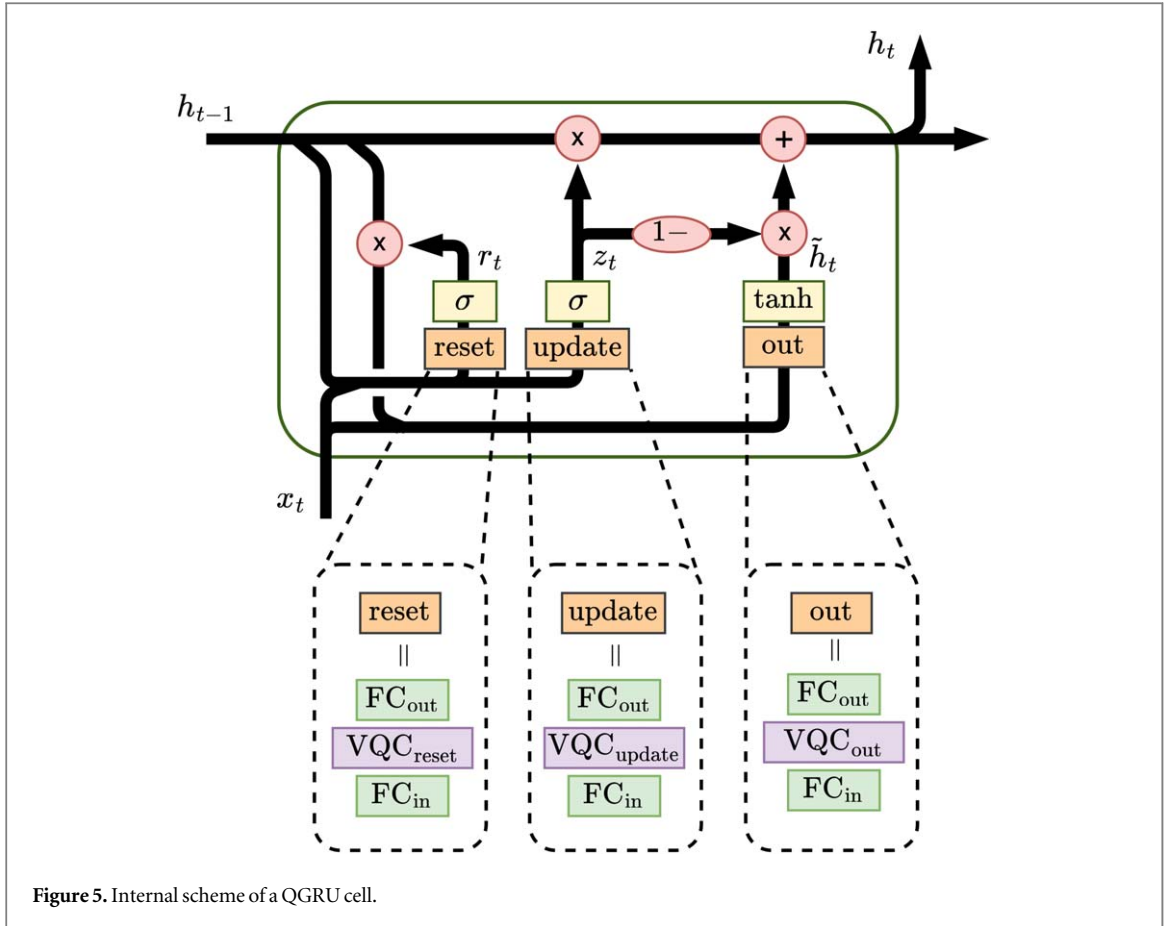 h_t
h_{t-1}
x
+
x
1−
x
r_t
z_t
h̃_t
σ
σ
tanh
reset
update
out
x_t
reset
update
out
=
=
=
FC_out
FC_out
FC_out
VQC_reset
VQC_update
VQC_out
FC_in
FC_in
FC_in
Figure 5. Internal scheme of a QGRU cell.